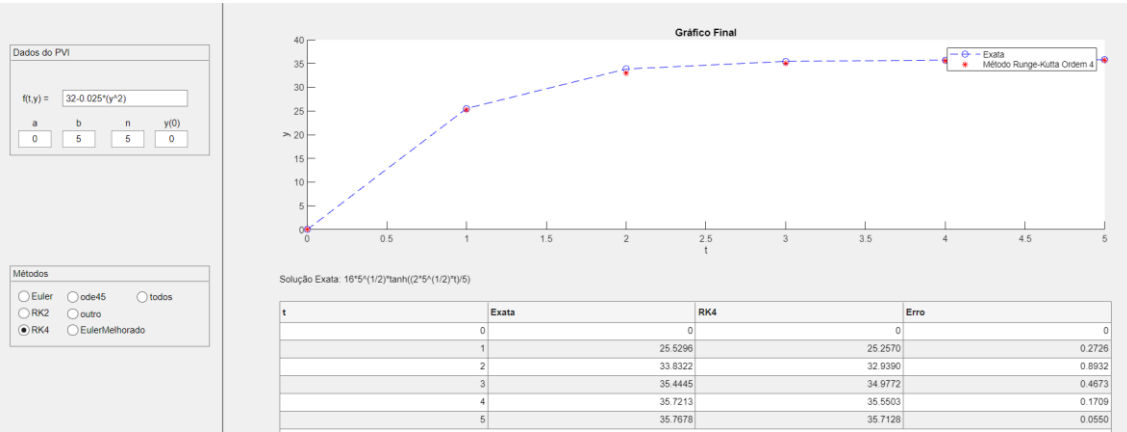 Dados do PVI
f(t,y) = 32-0.025*(y^2)
a b n y(0)
0 5 5 0
Métodos
Euler ode45 todos
RK2 outro
RK4 EulerMelhorado
Gráfico Final
40
35
30
25
20
15
10
5
0
y
Exata
Método Runge-Kutta Ordem 4
0 0.5 1 1.5 2 2.5 3 3.5 4 4.5 5
t
Solução Exata: 16*5^(1/2)*tanh((2*5^(1/2)*t)/5)
t Exata RK4 Erro
0 0 0 0
1 25.5296 25.2570 0.2726
2 33.8322 32.9390 0.8932
3 35.4445 34.9772 0.4673
4 35.7213 35.5503 0.1709
5 35.7678 35.7128 0.0550